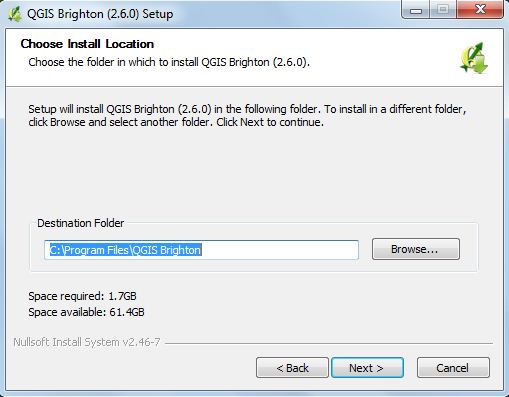 QGIS Brighton (2.6.0) Setup
Choose Install Location
Choose the folder in which to install QGIS Brighton (2.6.0).
Setup will install QGIS Brighton (2.6.0) in the following folder. To install in a different folder,
click Browse and select another folder. Click Next to continue.
Destination Folder
C:\Program Files\QGIS Brighton
Browse...
Space required: 1.7GB
Space available: 61.4GB
Nullsoft Install System v2.46-7
< Back
Next >
Cancel